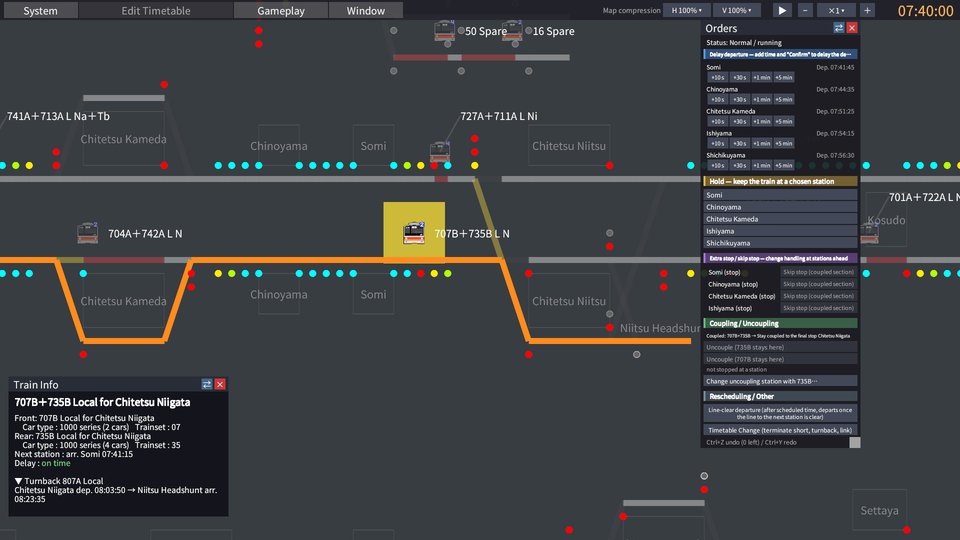 System
Edit Timetable
Gameplay
Window
Map compression
H 100%
V 100%
×1
07:40:00
50 Spare
16 Spare
741A+713A L Na+Tb
727A+711A L Ni
Chitetsu Kameda
Chinoyama
Somi
Chitetsu Niitsu
701A+722A L N
Kosudo
704A+742A L N
707B+735B L N
Chitetsu Kameda
Chinoyama
Somi
Chitetsu Niitsu
Niitsu Headshun
Settaya
Train Info
707B+735B Local for Chitetsu Niigata
Front: 707B Local for Chitetsu Niigata
Car type : 1000 series (2 cars) Trainset : 07
Rear: 735B Local for Chitetsu Niigata
Car type : 1000 series (4 cars) Trainset : 35
Next station : arr. Somi 07:41:15
Delay : on time
▼ Turnback 807A Local
Chitetsu Niigata dep. 08:03:50 → Niitsu Headshunt arr.
08:23:35
Orders
Status: Normal / running
Delay departure — add time and "Confirm" to delay the de…
Somi Dep. 07:41:45
+10 s +30 s +1 min +5 min
Chinoyama Dep. 07:44:35
+10 s +30 s +1 min +5 min
Chitetsu Kameda Dep. 07:51:25
+10 s +30 s +1 min +5 min
Ishiyama Dep. 07:54:15
+10 s +30 s +1 min +5 min
Shichikuyama Dep. 07:56:30
+10 s +30 s +1 min +5 min
Hold — keep the train at a chosen station
Somi
Chinoyama
Chitetsu Kameda
Ishiyama
Shichikuyama
Extra stop / skip stop — change handling at stations ahead
Somi (stop) Skip stop (coupled section)
Chinoyama (stop) Skip stop (coupled section)
Chitetsu Kameda (stop) Skip stop (coupled section)
Ishiyama (stop) Skip stop (coupled section)
Coupling / Uncoupling
Coupled: 707B+735B → Stay coupled to the final stop Chitetsu Niigata
Uncouple (735B stays here)
Uncouple (707B stays here)
not stopped at a station
Change uncoupling station with 735B…
Rescheduling / Other
Line-clear departure (after scheduled time, departs once
the line to the next station is clear)
Timetable Change (terminate short, turnback, link)
Ctrl+Z undo (0 left) / Ctrl+Y redo